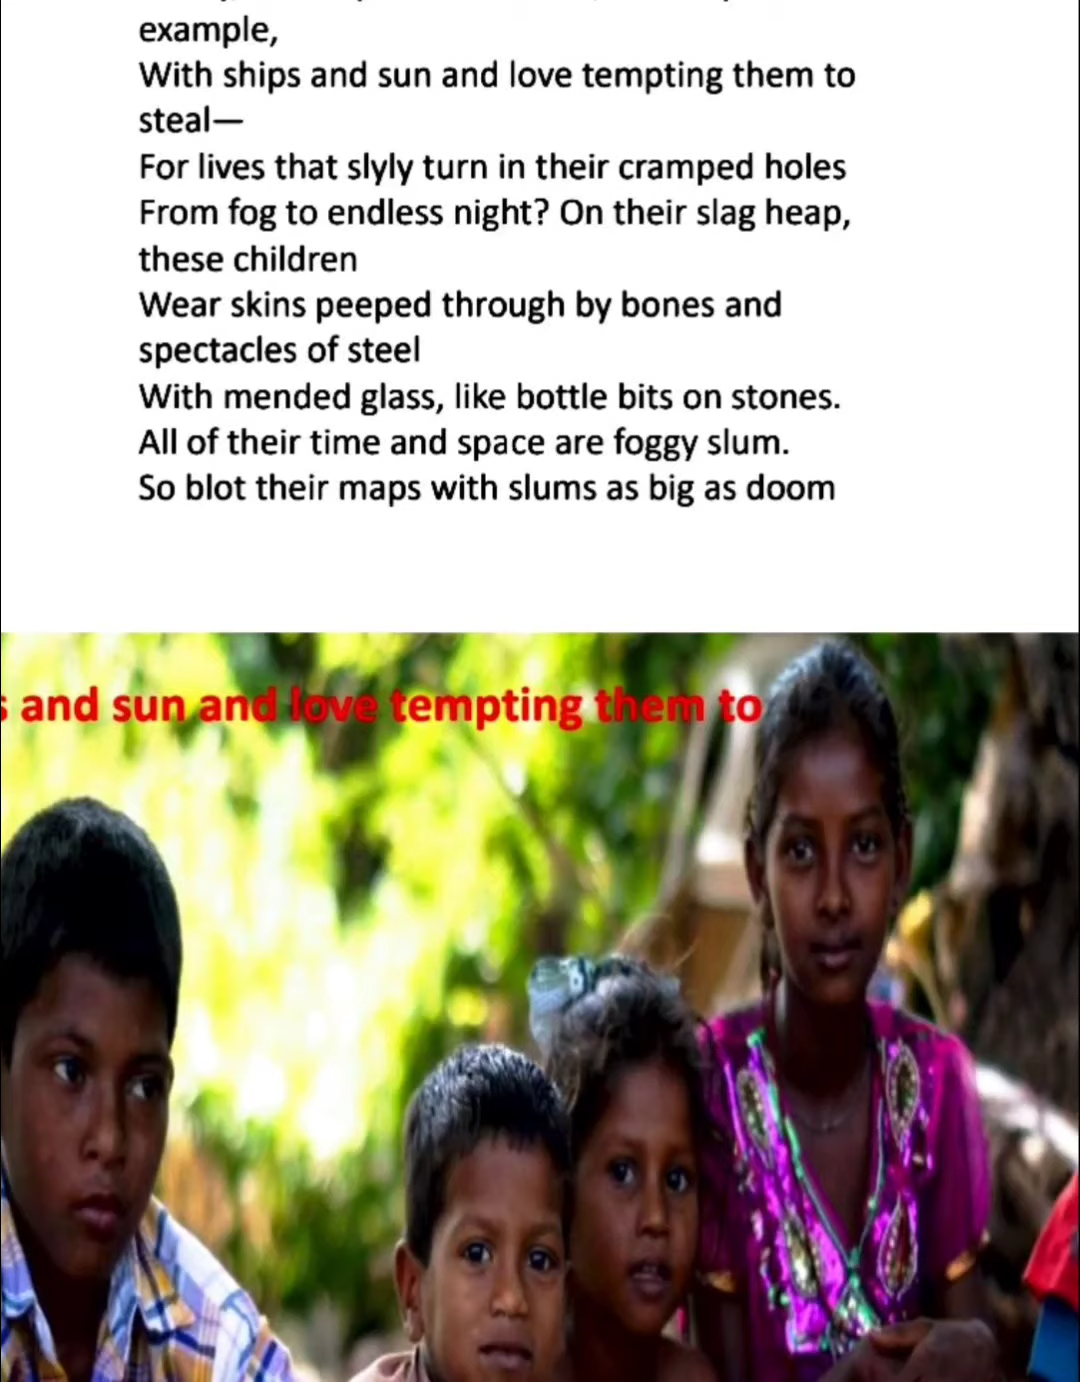 example,
With ships and sun and love tempting them to
steal—
For lives that slyly turn in their cramped holes
From fog to endless night? On their slag heap,
these children
Wear skins peeped through by bones and
spectacles of steel
With mended glass, like bottle bits on stones.
All of their time and space are foggy slum.
So blot their maps with slums as big as doom
and sun and love tempting them to